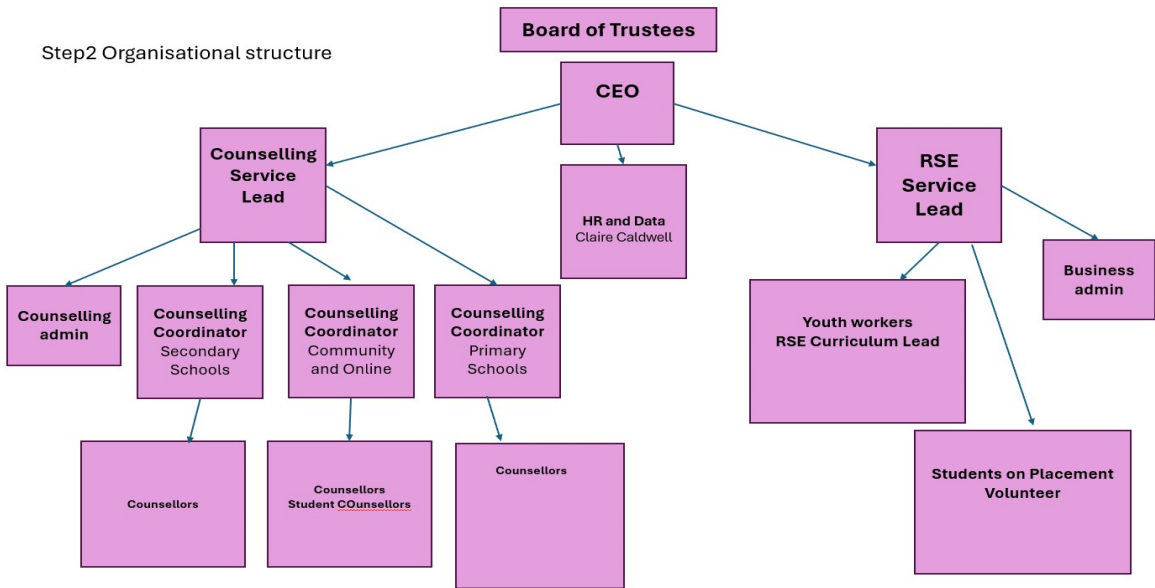 Board of Trustees
Step2 Organisational structure
CEO
Counselling
Service
Lead
HR and Data
Claire Caldwell
RSE
Service
Lead
Business
admin
Counselling
admin
Counselling
Coordinator
Secondary
Schools
Counselling
Coordinator
Community
and Online
Counselling
Coordinator
Primary
Schools
Youth workers
RSE Curriculum Lead
Counsellors
Counsellors
Student COunsellors
Counsellors
Students on Placement
Volunteer